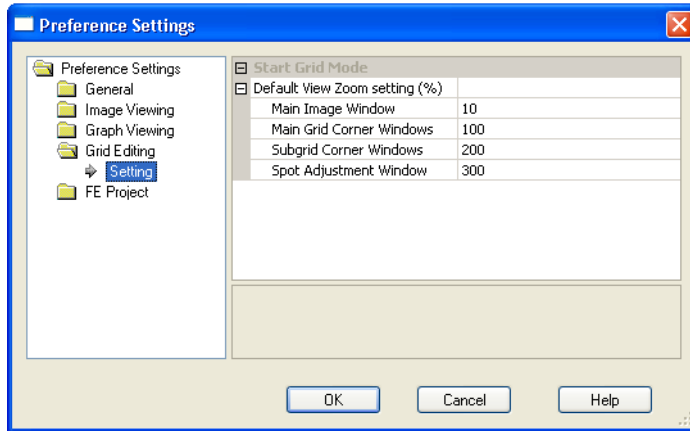 Preference Settings
Preference Settings
General
Image Viewing
Graph Viewing
Grid Editing
Setting
FE Project
Start Grid Mode
Default View Zoom setting (%)
Main Image Window 10
Main Grid Corner Windows 100
Subgrid Corner Windows 200
Spot Adjustment Window 300
OK Cancel Help